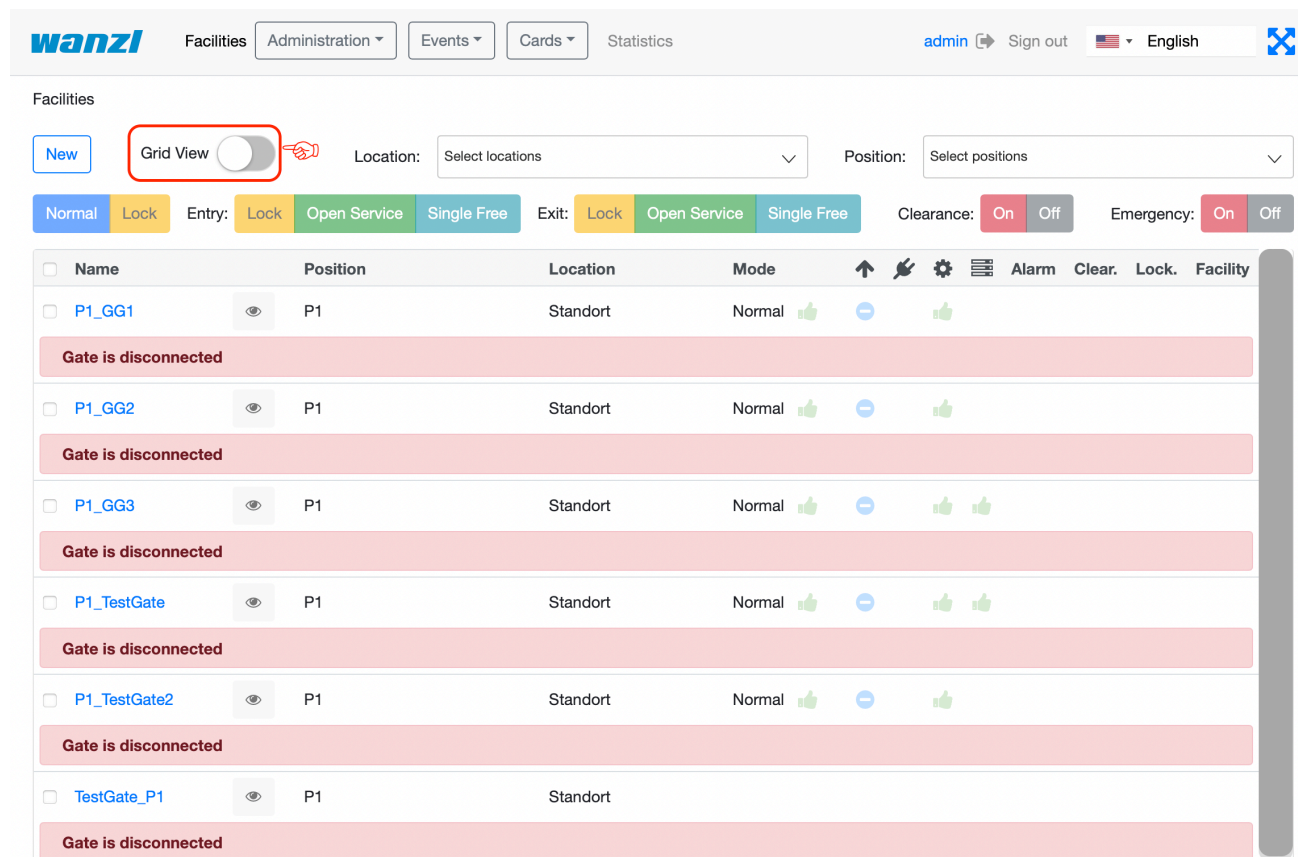 wanzl Facilities Administration Events Cards Statistics admin Sign out English
Facilities
New Grid View Location: Select locations Position: Select positions
Normal Lock Entry: Lock Open Service Single Free Exit: Lock Open Service Single Free Clearance: On Off Emergency: On Off
Name Position Location Mode Alarm Clear. Lock. Facility
P1_GG1 P1 Standort Normal
Gate is disconnected
P1_GG2 P1 Standort Normal
Gate is disconnected
P1_GG3 P1 Standort Normal
Gate is disconnected
P1_TestGate P1 Standort Normal
Gate is disconnected
P1_TestGate2 P1 Standort Normal
Gate is disconnected
TestGate_P1 P1 Standort
Gate is disconnected